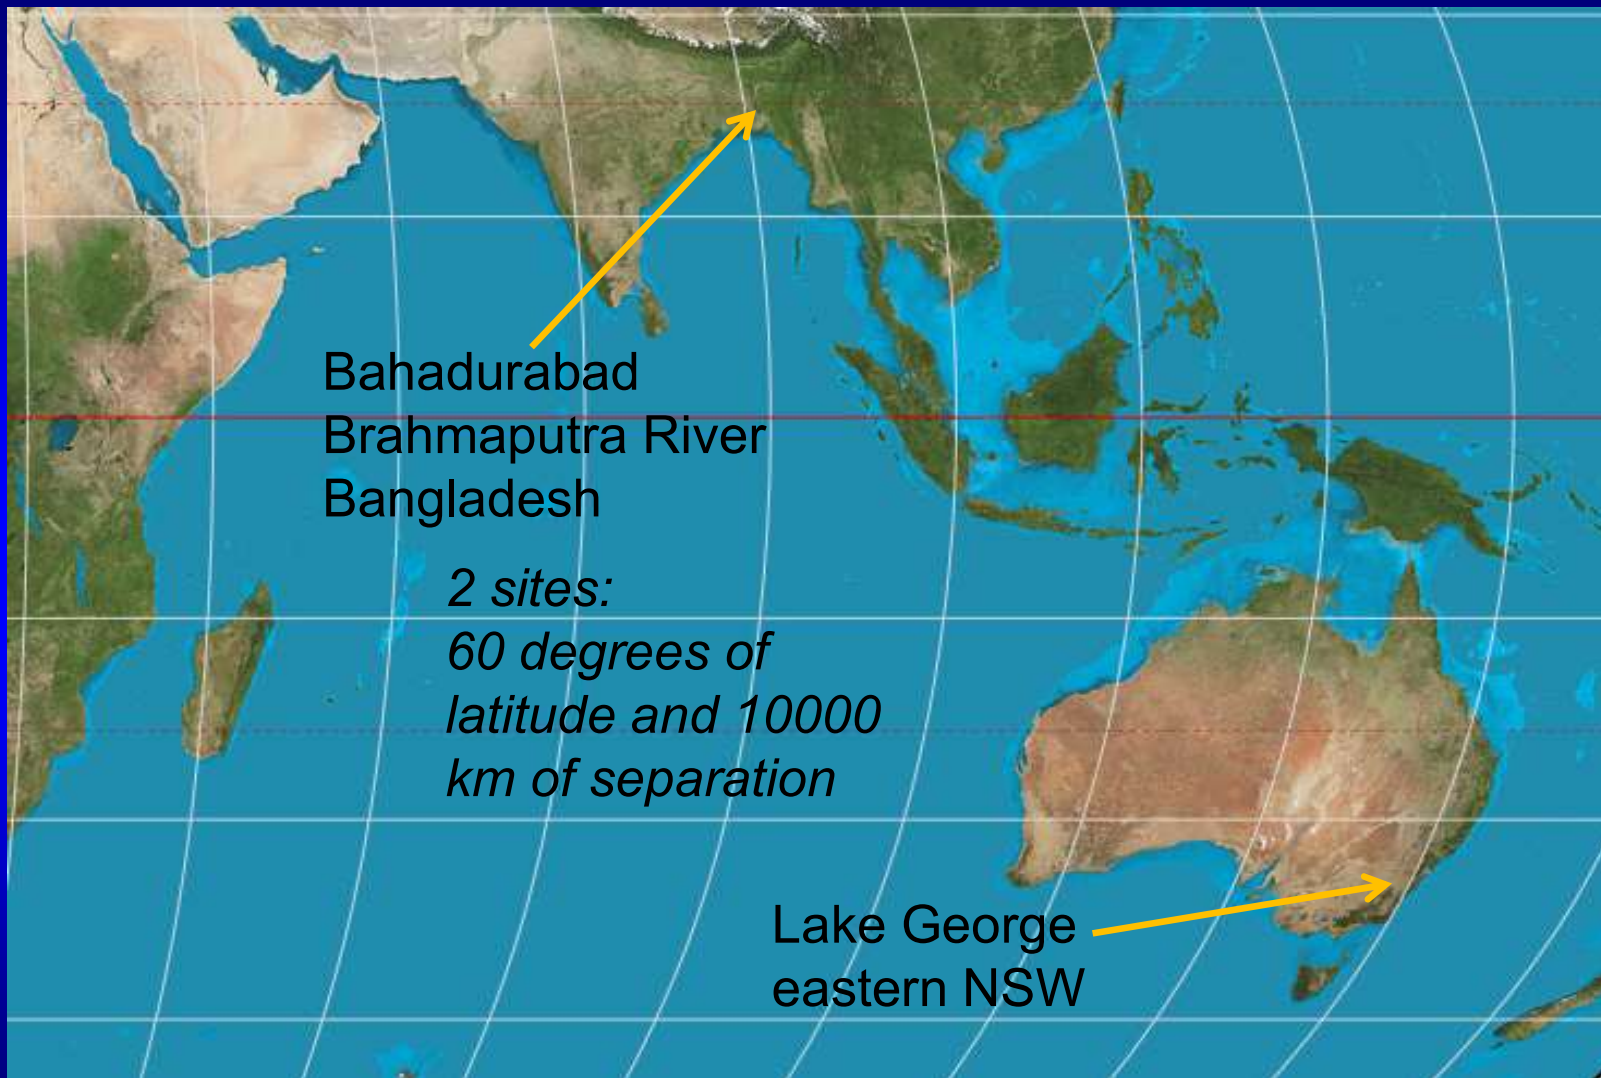 Bahadurabad
Brahmaputra River
Bangladesh
2 sites:
60 degrees of
latitude and 10000
km of separation
Lake George
eastern NSW